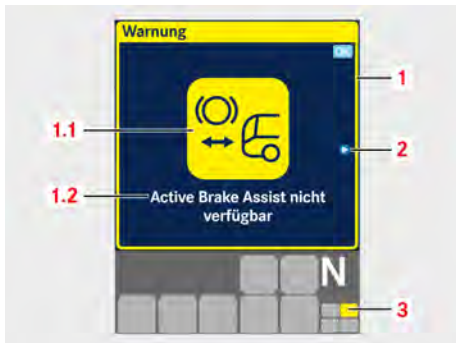 Warnung
OK
1
1.1
2
1.2
Active Brake Assist nicht
verfügbar
N
3